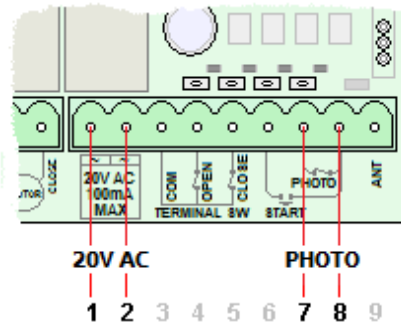 CLOSE
TOR
~ ~
20V AC
100mA
MAX
COM
OPEN
CLOSE
TERMINAL SW
START
PHOTO
ANT
20V AC PHOTO
1 2 3 4 5 6 7 8 9